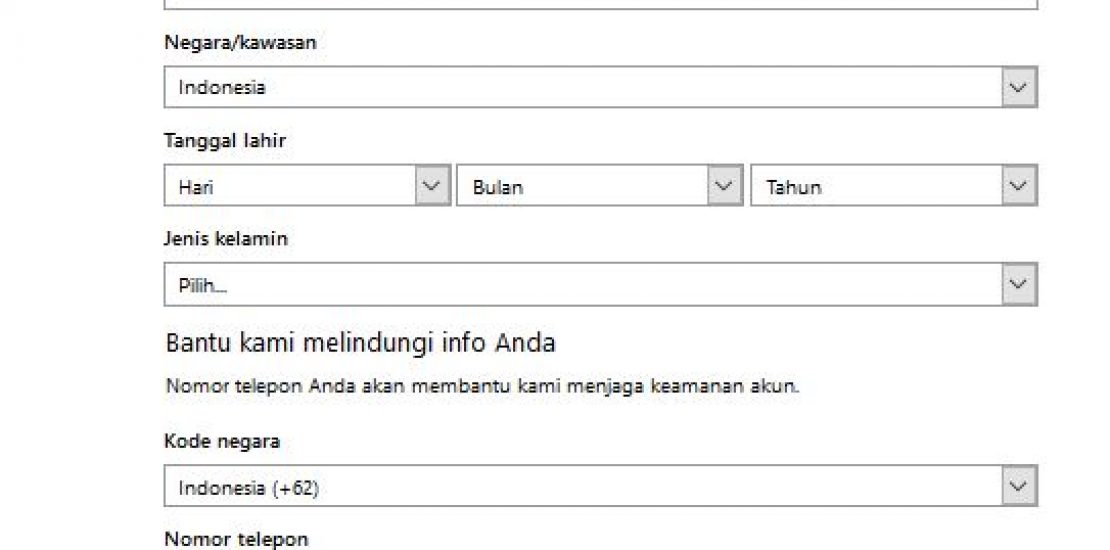 Negara/kawasan
Indonesia
Tanggal lahir
Hari Bulan Tahun
Jenis kelamin
Pilih...
Bantu kami melindungi info Anda
Nomor telepon Anda akan membantu kami menjaga keamanan akun.
Kode negara
Indonesia (+62)
Nomor telepon